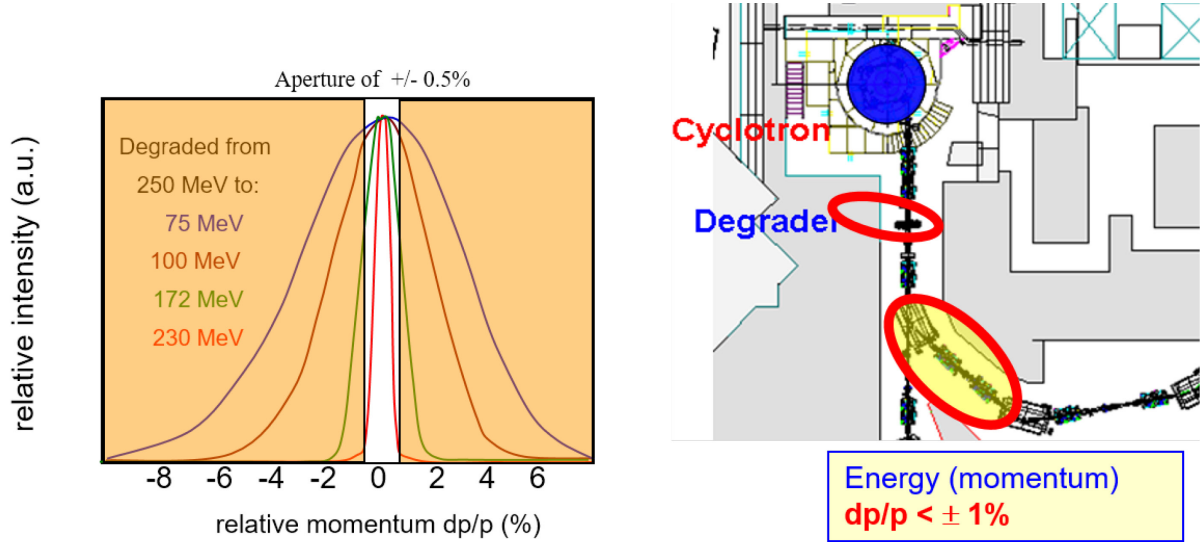 Aperture of +/- 0.5%
relative intensity (a.u.)
Degraded from
250 MeV to:
75 MeV
100 MeV
172 MeV
230 MeV
-8 -6 -4 -2 0 2 4 6
relative momentum dp/p (%)
Cyclotron
Degrader
Energy (momentum)
dp/p < ± 1%